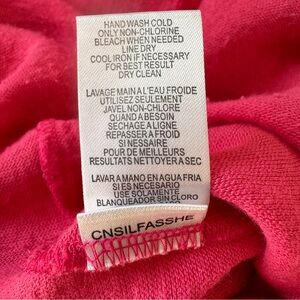 HAND WASH COLD
ONLY NON-CHLORINE
BLEACH WHEN NEEDED
LINE DRY
COOL IRON IF NECESSARY
FOR BEST RESULT
DRY CLEAN
LAVAGE MAIN A L'EAU FROIDE
UTILISEZ SEULEMENT
JAVEL NON-CHLORE
QUAND A BESOIN
SECHAGE A LIGNE
REPASSER A FROID
SI NESSAIRE
POUR DE MEILLEURS
RESULTATS NETTOYER A SEC
LAVAR A MANO EN AGUA FRIA
SI ES NECESARIO
USE SOLAMENTE
BLANQUEADOR SIN CLORO
CNSILFASSHE